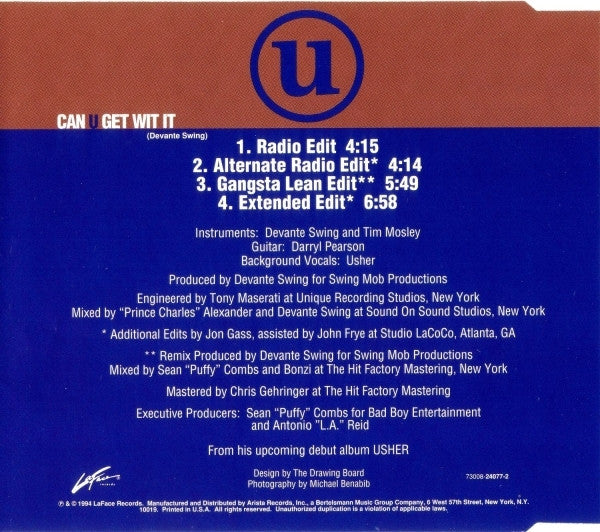 u
CAN U GET WIT IT
(Devante Swing)
1. Radio Edit 4:15
2. Alternate Radio Edit* 4:14
3. Gangsta Lean Edit** 5:49
4. Extended Edit* 6:58
Instruments: Devante Swing and Tim Mosley
Guitar: Darryl Pearson
Background Vocals: Usher
Produced by Devante Swing for Swing Mob Productions
Engineered by Tony Maserati at Unique Recording Studios, New York
Mixed by "Prince Charles" Alexander and Devante Swing at Sound On Sound Studios, New York
* Additional Edits by Jon Gass, assisted by John Frye at Studio LaCoCo, Atlanta, GA
** Remix Produced by Devante Swing for Swing Mob Productions
Mixed by Sean "Puffy" Combs and Bonzi at The Hit Factory Mastering, New York
Mastered by Chris Gehringer at The Hit Factory Mastering
Executive Producers: Sean "Puffy" Combs for Bad Boy Entertainment
and Antonio "L.A." Reid
From his upcoming debut album USHER
Design by The Drawing Board
Photography by Michael Benabib
73008-24077-2
LaFace
records
℗ & © 1994 LaFace Records. Manufactured and Distributed by Arista Records, Inc., a Bertelsmann Music Group Company. 6 West 57th Street, New York, N.Y.
10019. Printed in U.S.A. All rights reserved. Unauthorized duplication is a violation of applicable laws.